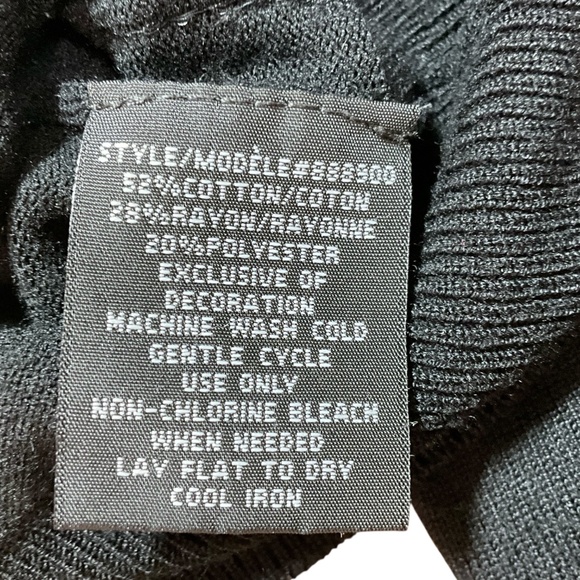 STYLE/MODÈLE#898900
52%COTTON/COTON
28%RAYON/RAYONNE
20%POLYESTER
EXCLUSIVE OF
DECORATION
MACHINE WASH COLD
GENTLE CYCLE
USE ONLY
NON-CHLORINE BLEACH
WHEN NEEDED
LAY FLAT TO DRY
COOL IRON